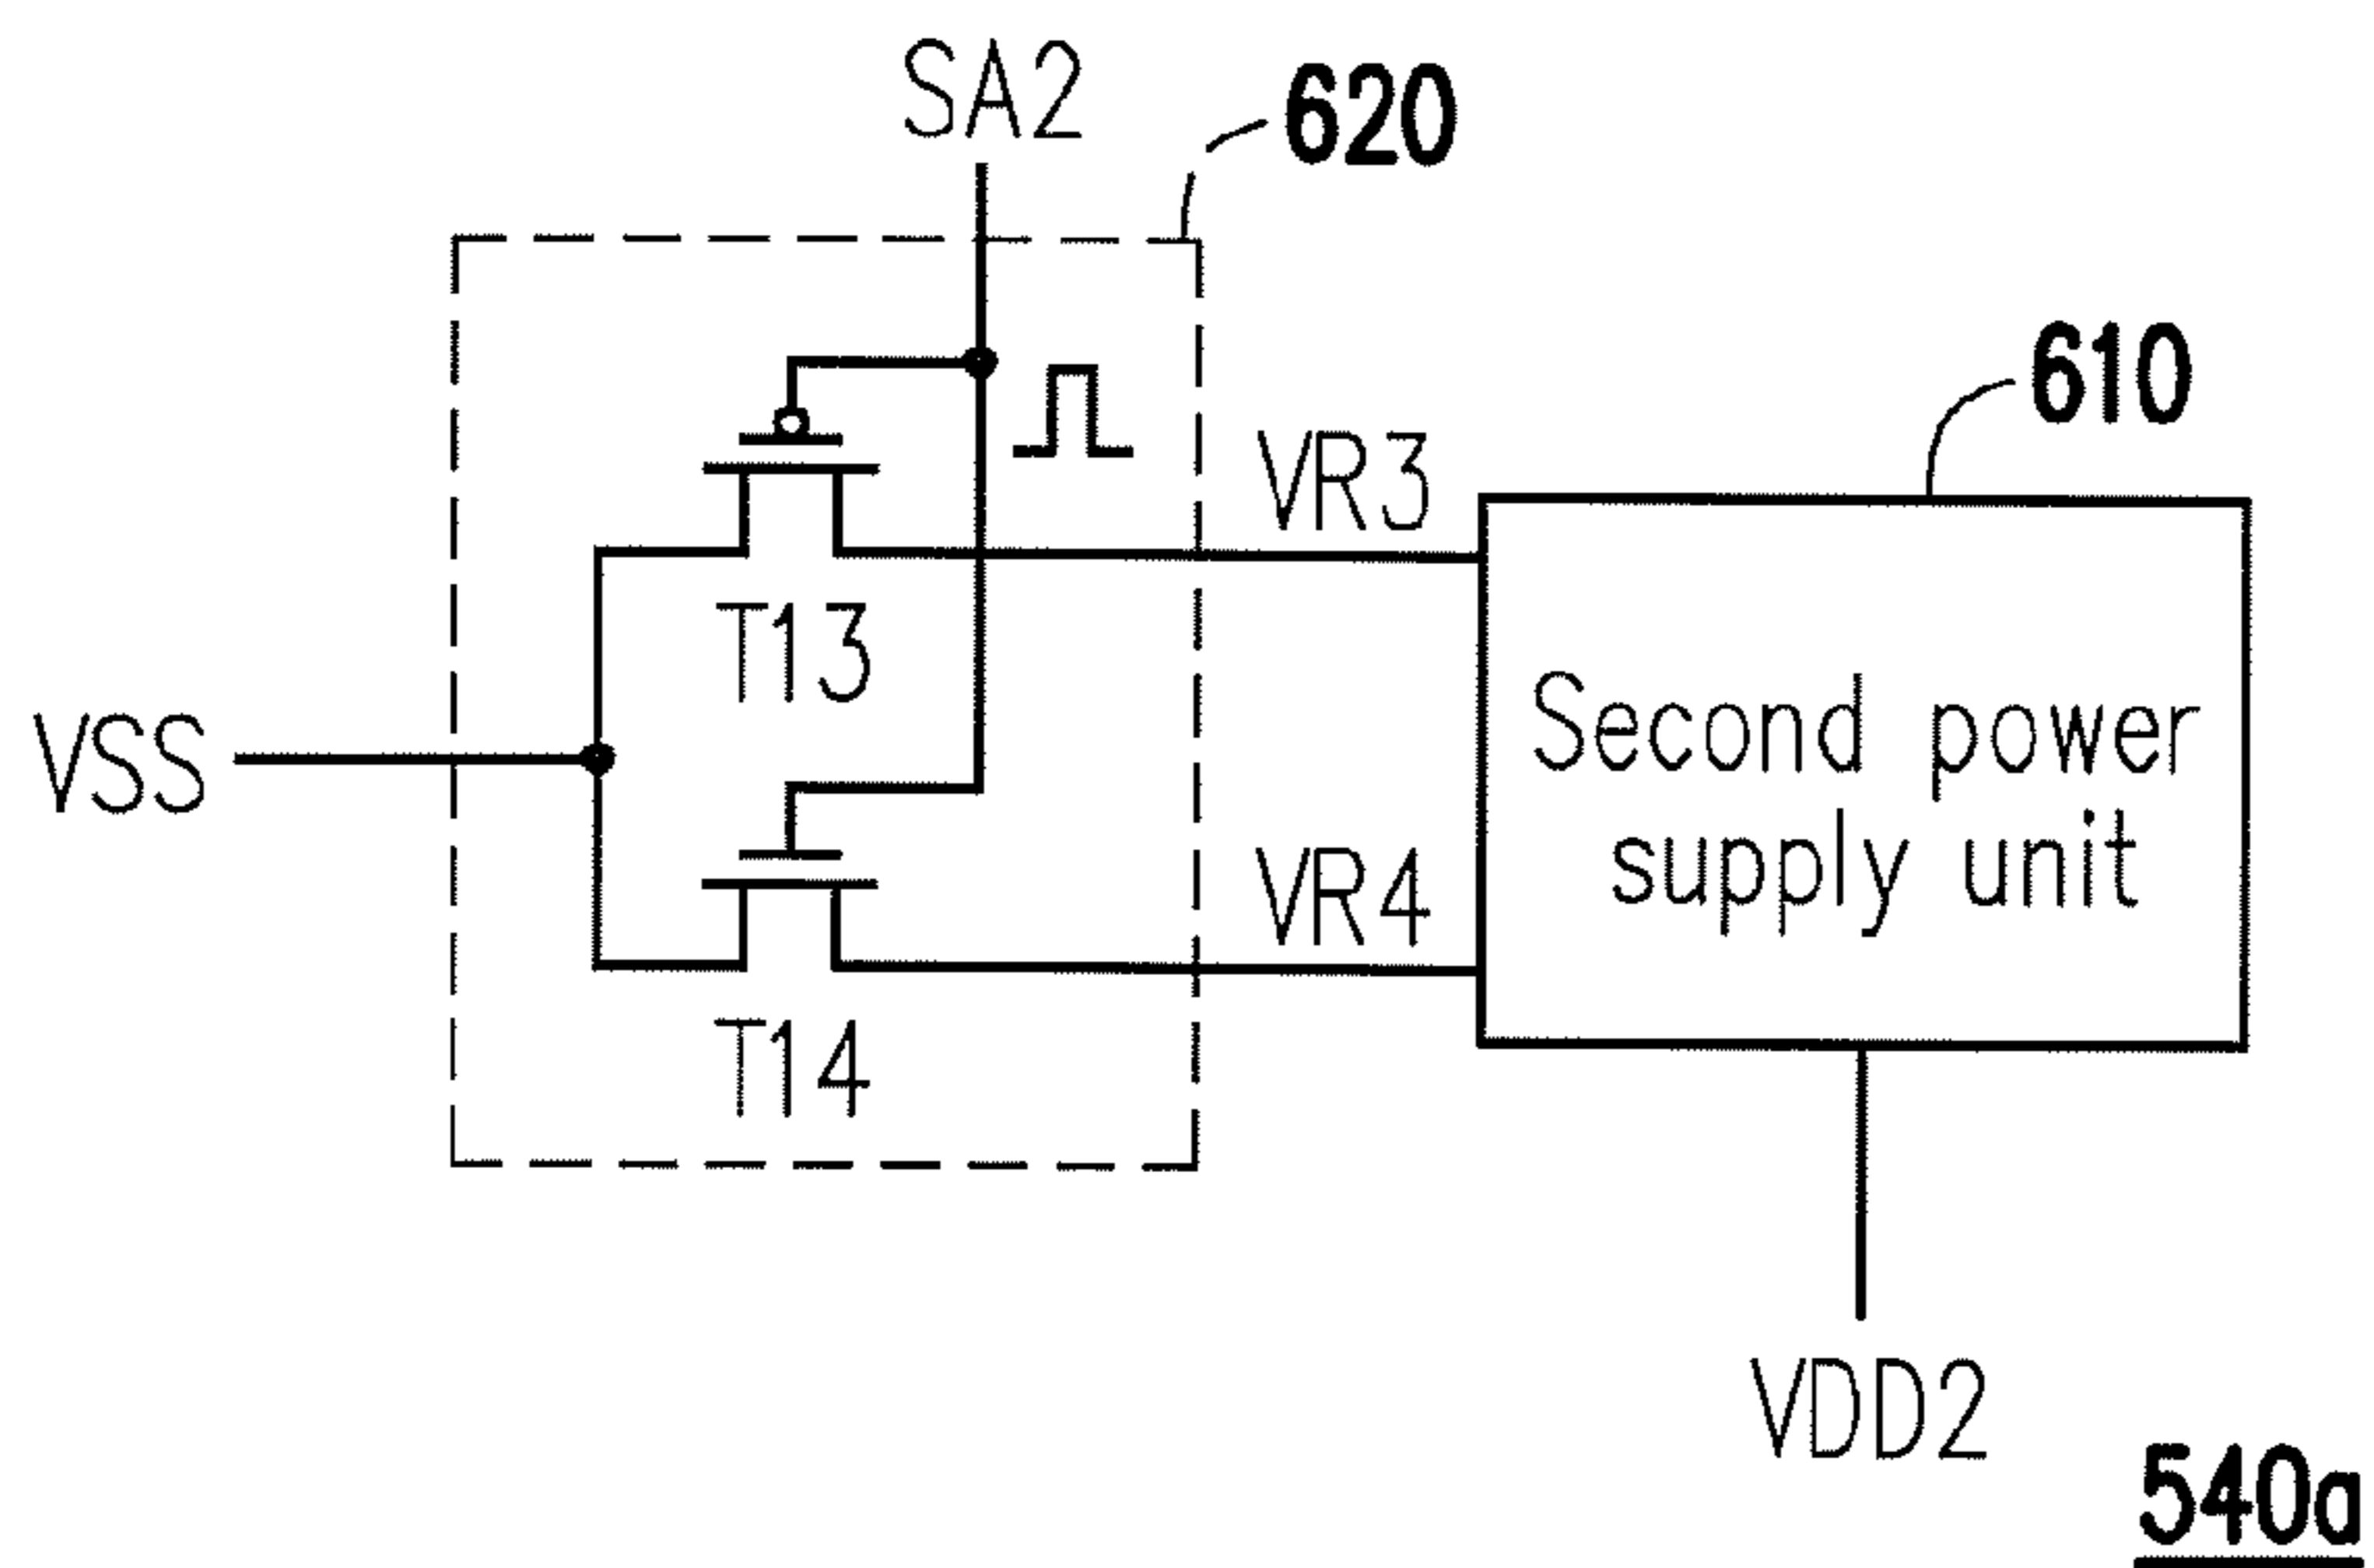 SA2
620
610
VR3
T13
VSS
Second power
supply unit
VR4
T14
VDD2
540a